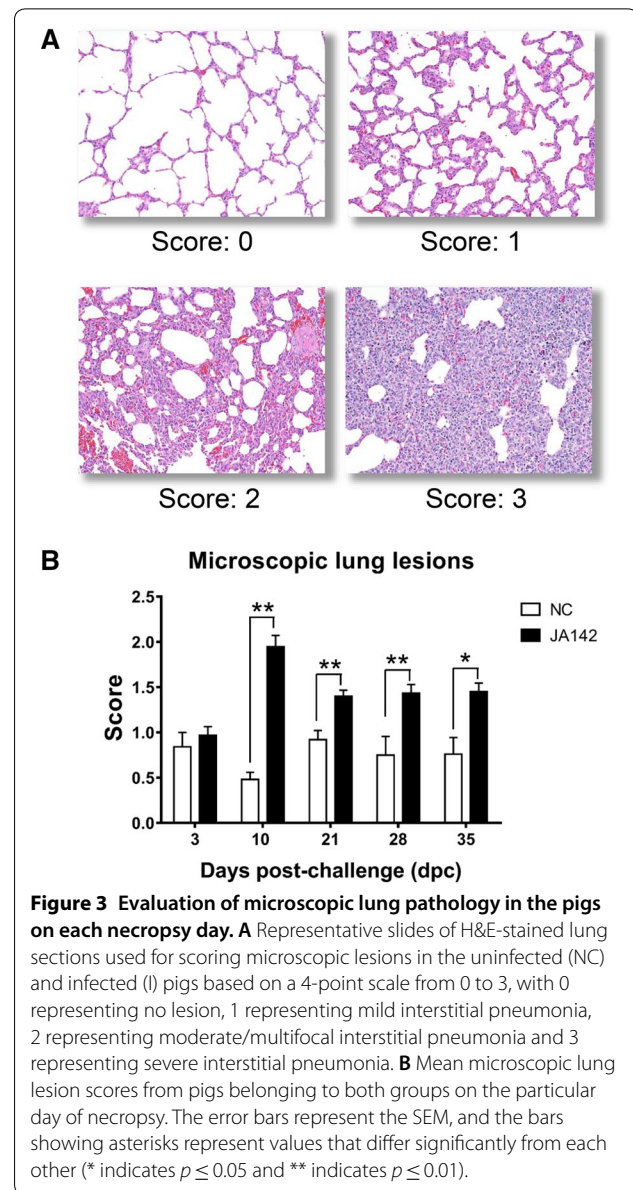 A
Score: 0
Score: 1
Score: 2
Score: 3
B
Microscopic lung lesions
2.5
2.0
1.5
1.0
0.5
0.0
Score
**
**
**
*
NC
JA142
3
10
21
28
35
Days post-challenge (dpc)
Figure 3 Evaluation of microscopic lung pathology in the pigs
on each necropsy day. A Representative slides of H&E-stained lung
sections used for scoring microscopic lesions in the uninfected (NC)
and infected (I) pigs based on a 4-point scale from 0 to 3, with 0
representing no lesion, 1 representing mild interstitial pneumonia,
2 representing moderate/multifocal interstitial pneumonia and 3
representing severe interstitial pneumonia. B Mean microscopic lung
lesion scores from pigs belonging to both groups on the particular
day of necropsy. The error bars represent the SEM, and the bars
showing asterisks represent values that differ significantly from each
other (* indicates p ≤ 0.05 and ** indicates p ≤ 0.01).